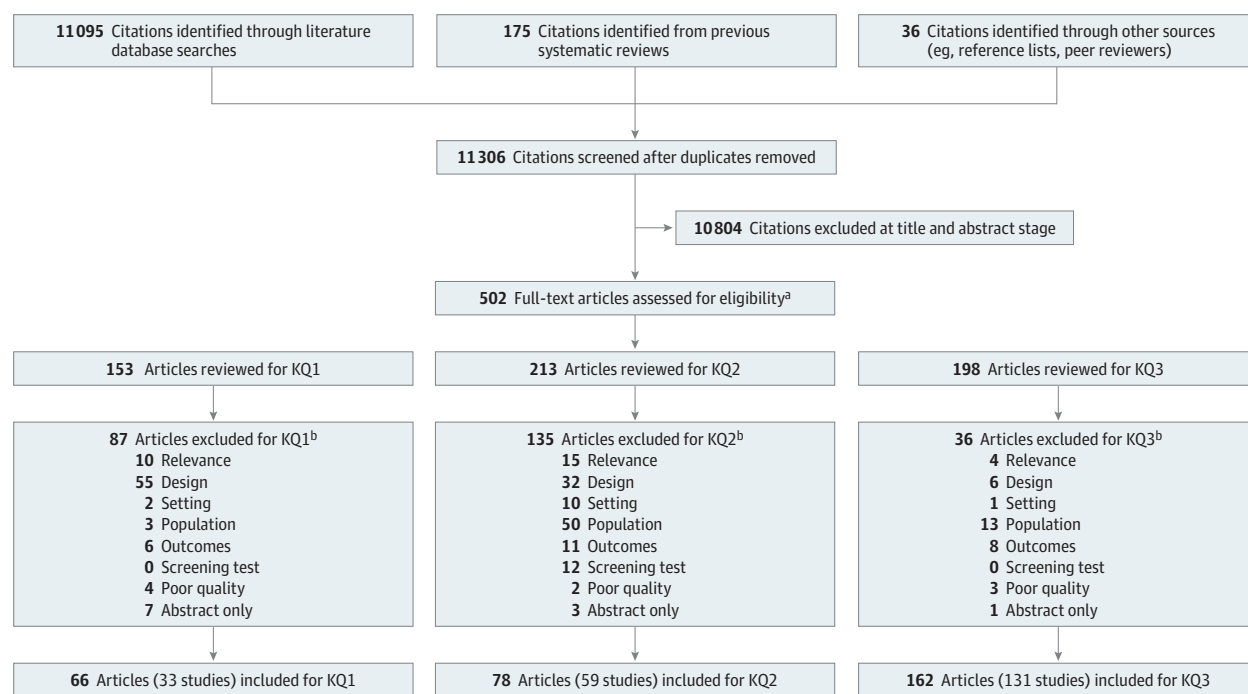 11095 Citations identified through literature
database searches
175 Citations identified from previous
systematic reviews
36 Citations identified through other sources
(eg, reference lists, peer reviewers)
11306 Citations screened after duplicates removed
10804 Citations excluded at title and abstract stage
502 Full-text articles assessed for eligibilitya
153 Articles reviewed for KQ1
213 Articles reviewed for KQ2
198 Articles reviewed for KQ3
87 Articles excluded for KQ1b
10 Relevance
55 Design
2 Setting
3 Population
6 Outcomes
0 Screening test
4 Poor quality
7 Abstract only
135 Articles excluded for KQ2b
15 Relevance
32 Design
10 Setting
50 Population
11 Outcomes
12 Screening test
2 Poor quality
3 Abstract only
36 Articles excluded for KQ3b
4 Relevance
6 Design
1 Setting
13 Population
8 Outcomes
0 Screening test
3 Poor quality
1 Abstract only
66 Articles (33 studies) included for KQ1
78 Articles (59 studies) included for KQ2
162 Articles (131 studies) included for KQ3